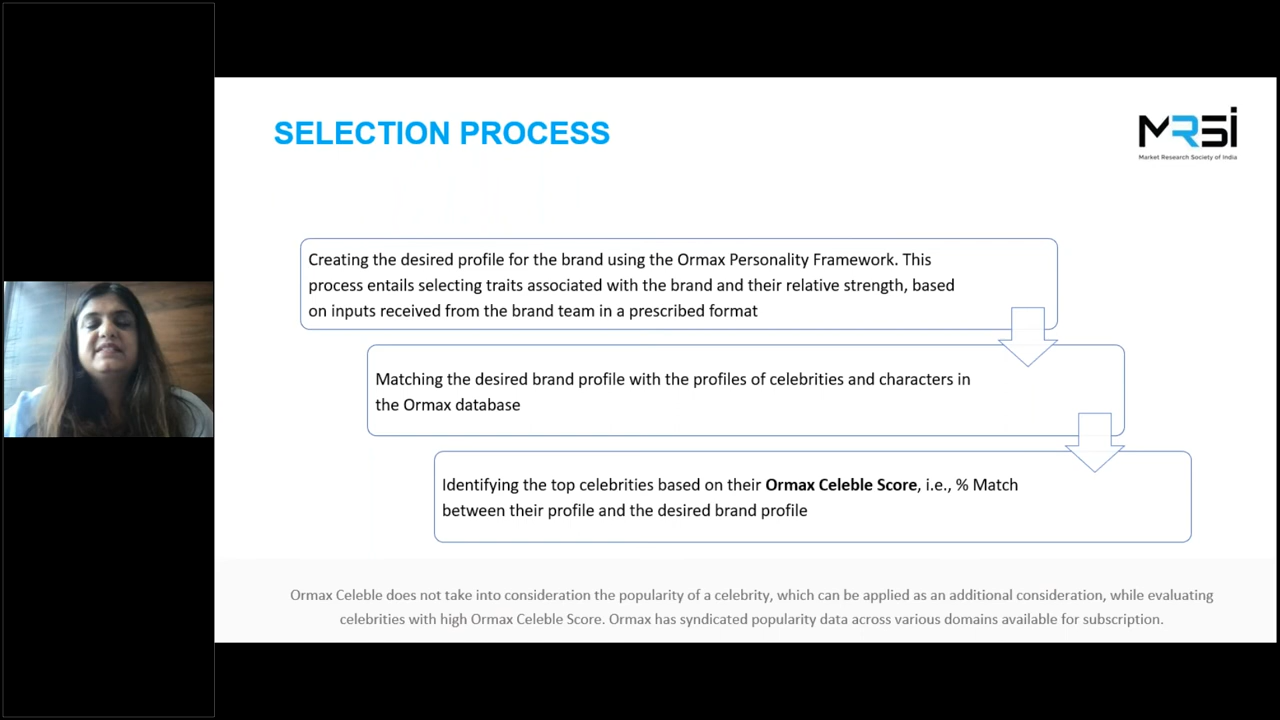 SELECTION PROCESS
MRSI
Market Research Society of India
Creating the desired profile for the brand using the Ormax Personality Framework. This
process entails selecting traits associated with the brand and their relative strength, based
on inputs received from the brand team in a prescribed format
Matching the desired brand profile with the profiles of celebrities and characters in
the Ormax database
Identifying the top celebrities based on their Ormax Celeble Score, i.e., % Match
between their profile and the desired brand profile
Ormax Celeble does not take into consideration the popularity of a celebrity, which can be applied as an additional consideration, while evaluating
celebrities with high Ormax Celeble Score. Ormax has syndicated popularity data across various domains available for subscription.